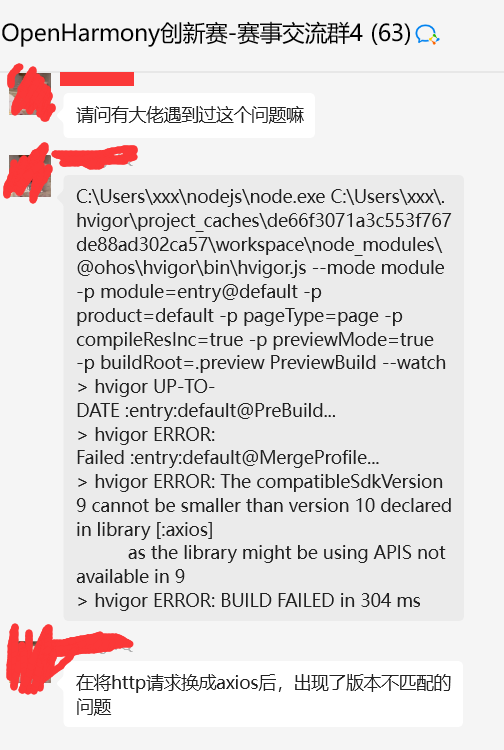 OpenHarmony创新赛-赛事交流群4 (63)
请问有大佬遇到过这个问题嘛
C:\Users\xxx\nodejs\node.exe C:\Users\xxx\.
hvigor\project_caches\de66f3071a3c553f767
de88ad302ca57\workspace\node_modules\
@ohos\hvigor\bin\hvigor.js --mode module
-p module=entry@default -p
product=default -p pageType=page -p
compileResInc=true -p previewMode=true
-p buildRoot=.preview PreviewBuild --watch
> hvigor UP-TO-
DATE :entry:default@PreBuild...
> hvigor ERROR:
Failed :entry:default@MergeProfile...
> hvigor ERROR: The compatibleSdkVersion
9 cannot be smaller than version 10 declared
in library [:axios]
as the library might be using APIS not
available in 9
> hvigor ERROR: BUILD FAILED in 304 ms
在将http请求换成axios后，出现了版本不匹配的
问题